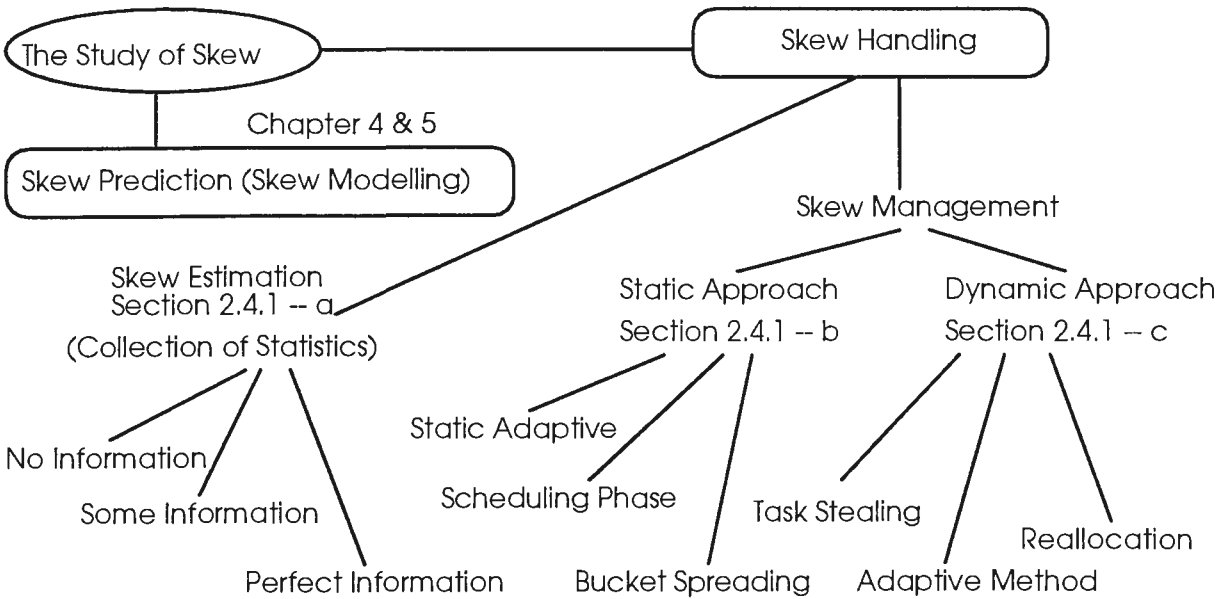 The Study of Skew
Skew Handling
Chapter 4 & 5
Skew Prediction (Skew Modelling)
Skew Management
Skew Estimation
Section 2.4.1 -- a
(Collection of Statistics)
Static Approach
Section 2.4.1 -- b
Dynamic Approach
Section 2.4.1 -- c
No Information
Some Information
Perfect Information
Static Adaptive
Scheduling Phase
Bucket Spreading
Task Stealing
Adaptive Method
Reallocation